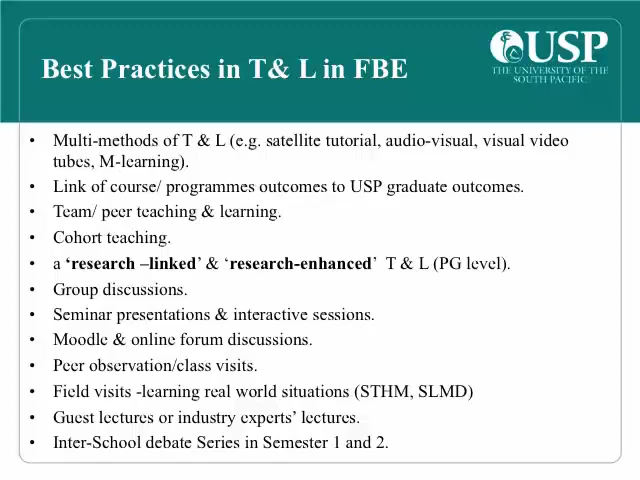 Best Practices in T& L in FBE
USP
THE UNIVERSITY OF THE
SOUTH PACIFIC
• Multi-methods of T & L (e.g. satellite tutorial, audio-visual, visual video
tubes, M-learning).
• Link of course/ programmes outcomes to USP graduate outcomes.
• Team/ peer teaching & learning.
• Cohort teaching.
• a ‘research –linked’ & ‘research-enhanced’ T & L (PG level).
• Group discussions.
• Seminar presentations & interactive sessions.
• Moodle & online forum discussions.
• Peer observation/class visits.
• Field visits -learning real world situations (STHM, SLMD)
• Guest lectures or industry experts’ lectures.
• Inter-School debate Series in Semester 1 and 2.